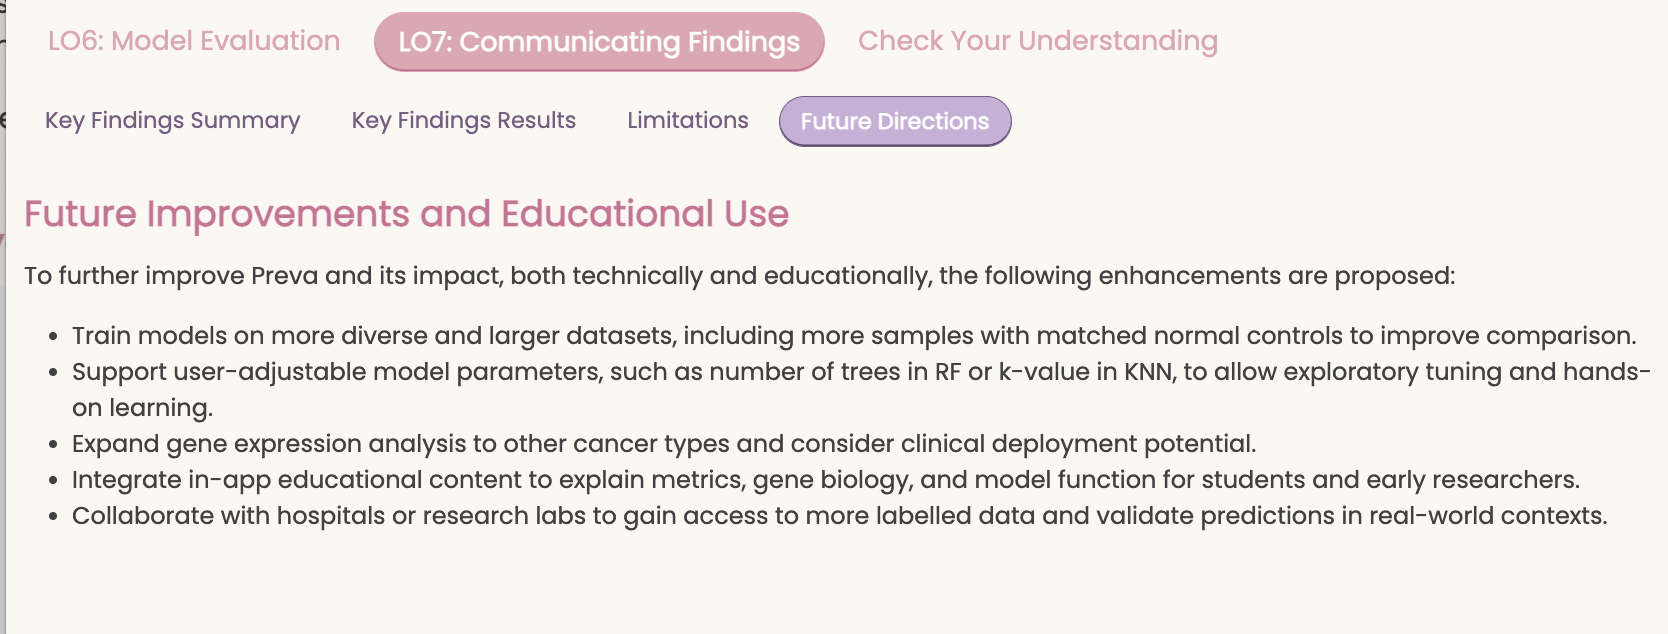 LO6: Model Evaluation LO7: Communicating Findings Check Your Understanding
Key Findings Summary Key Findings Results Limitations Future Directions
Future Improvements and Educational Use
To further improve Preva and its impact, both technically and educationally, the following enhancements are proposed:
• Train models on more diverse and larger datasets, including more samples with matched normal controls to improve comparison.
• Support user-adjustable model parameters, such as number of trees in RF or k-value in KNN, to allow exploratory tuning and hands-
on learning.
• Expand gene expression analysis to other cancer types and consider clinical deployment potential.
• Integrate in-app educational content to explain metrics, gene biology, and model function for students and early researchers.
• Collaborate with hospitals or research labs to gain access to more labelled data and validate predictions in real-world contexts.